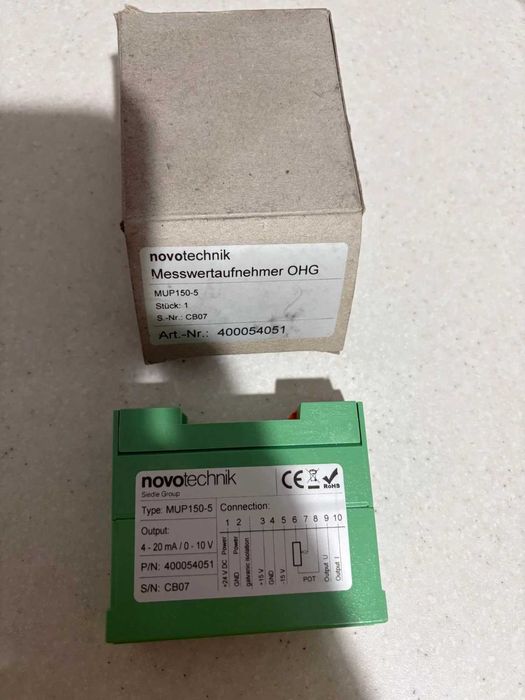 novotechnik
Messwertaufnehmer OHG
MUP150-5
Stück: 1
S.-Nr.: CB07
Art.-Nr.: 400054051
novotechnik
Siedle Group
CE
RoHS
Type: MUP150-5
Connection:
Output:
4 - 20 mA / 0 - 10 V
P/N: 400054051
S/N: CB07
1 2 3 4 5 6 7 8 9 10
+24 V DC Power
GND Power
galvanic isolation
+15 V
GND
-15 V
POT
Output U
Output I